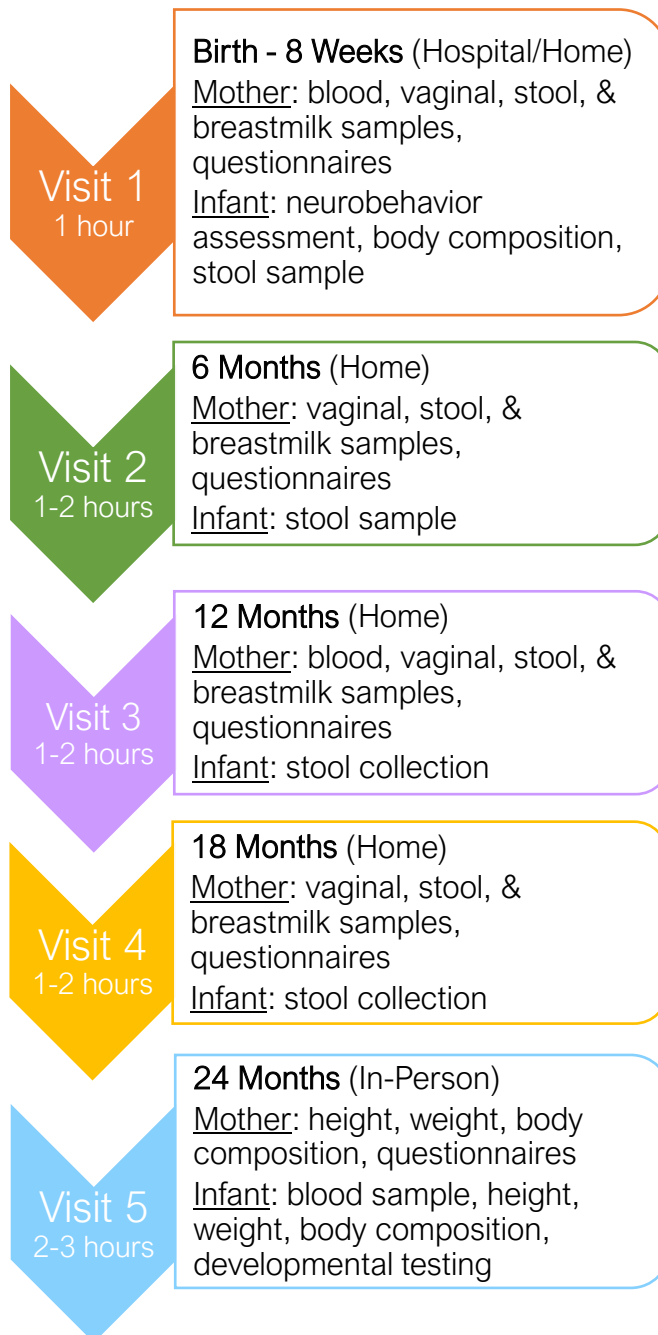 Visit 1
1 hour
Birth - 8 Weeks (Hospital/Home)
Mother: blood, vaginal, stool, &
breastmilk samples,
questionnaires
Infant: neurobehavior
assessment, body composition,
stool sample
Visit 2
1-2 hours
6 Months (Home)
Mother: vaginal, stool, &
breastmilk samples,
questionnaires
Infant: stool sample
Visit 3
1-2 hours
12 Months (Home)
Mother: blood, vaginal, stool, &
breastmilk samples,
questionnaires
Infant: stool collection
Visit 4
1-2 hours
18 Months (Home)
Mother: vaginal, stool, &
breastmilk samples,
questionnaires
Infant: stool collection
Visit 5
2-3 hours
24 Months (In-Person)
Mother: height, weight, body
composition, questionnaires
Infant: blood sample, height,
weight, body composition,
developmental testing